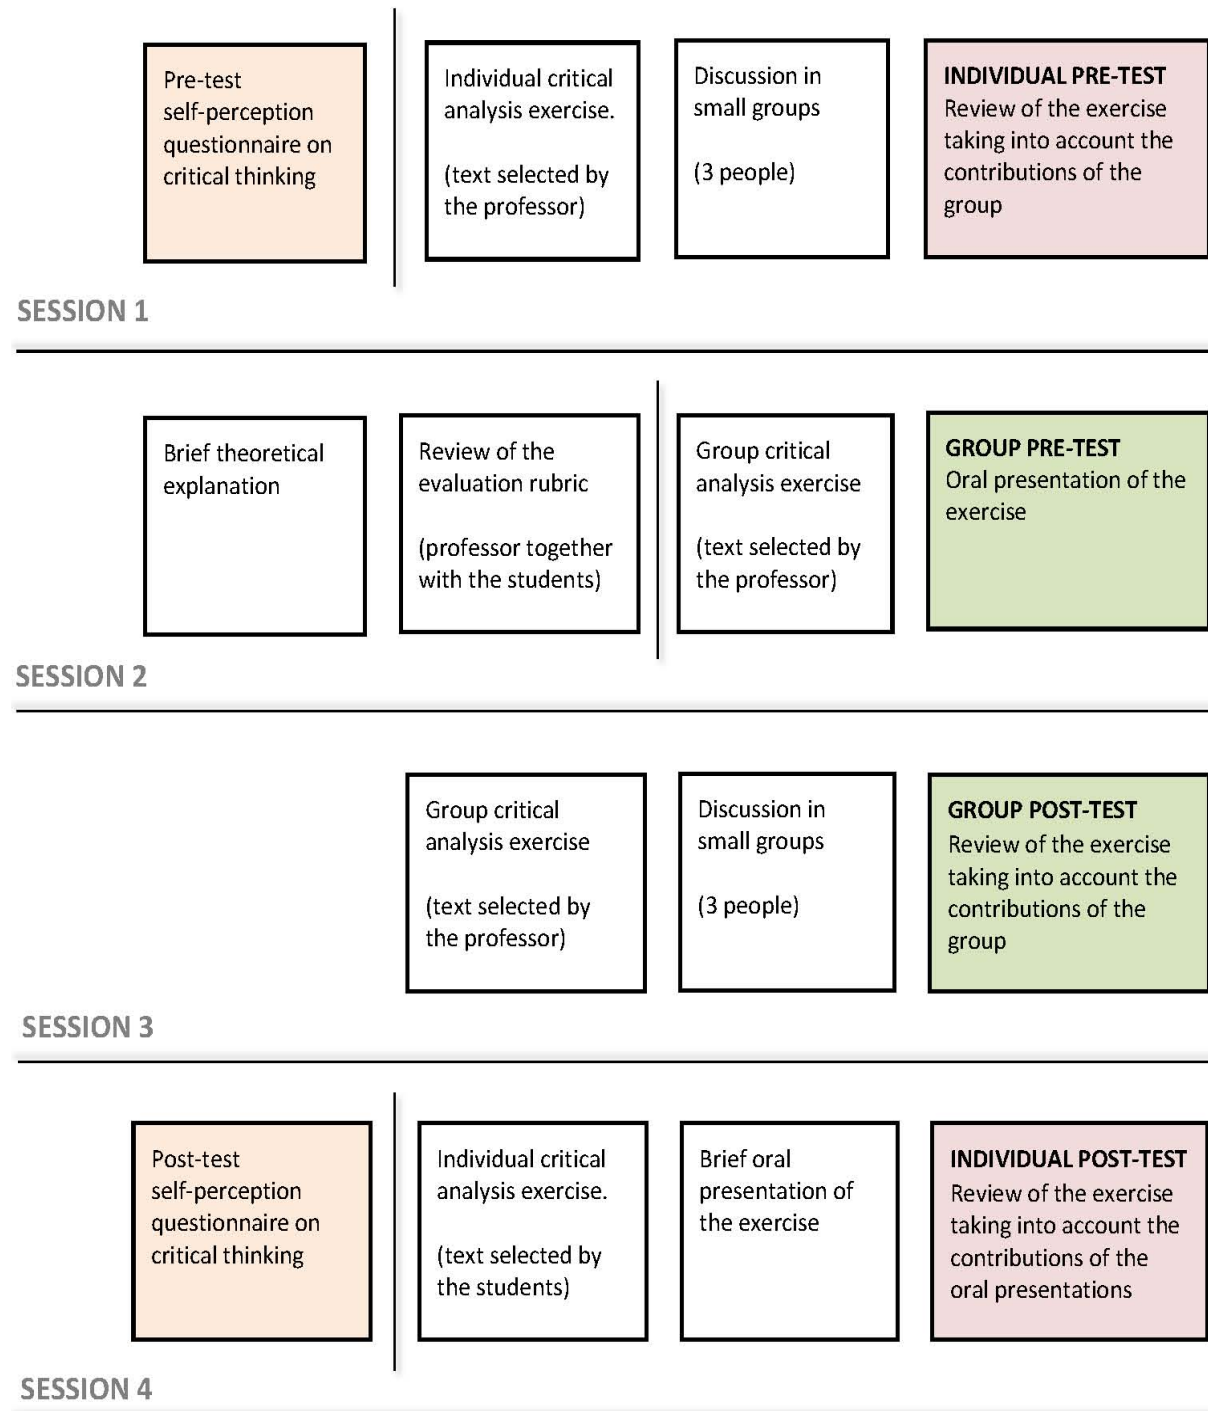 Pre-test
self-perception
questionnaire on
critical thinking
Individual critical
analysis exercise.
(text selected by
the professor)
Discussion in
small groups
(3 people)
INDIVIDUAL PRE-TEST
Review of the exercise
taking into account the
contributions of the
group
SESSION 1
Brief theoretical
explanation
Review of the
evaluation rubric
(professor together
with the students)
Group critical
analysis exercise
(text selected by
the professor)
GROUP PRE-TEST
Oral presentation of the
exercise
SESSION 2
Group critical
analysis exercise
(text selected by
the professor)
Discussion in
small groups
(3 people)
GROUP POST-TEST
Review of the exercise
taking into account the
contributions of the
group
SESSION 3
Post-test
self-perception
questionnaire on
critical thinking
Individual critical
analysis exercise.
(text selected by
the students)
Brief oral
presentation of
the exercise
INDIVIDUAL POST-TEST
Review of the exercise
taking into account the
contributions of the
oral presentations
SESSION 4